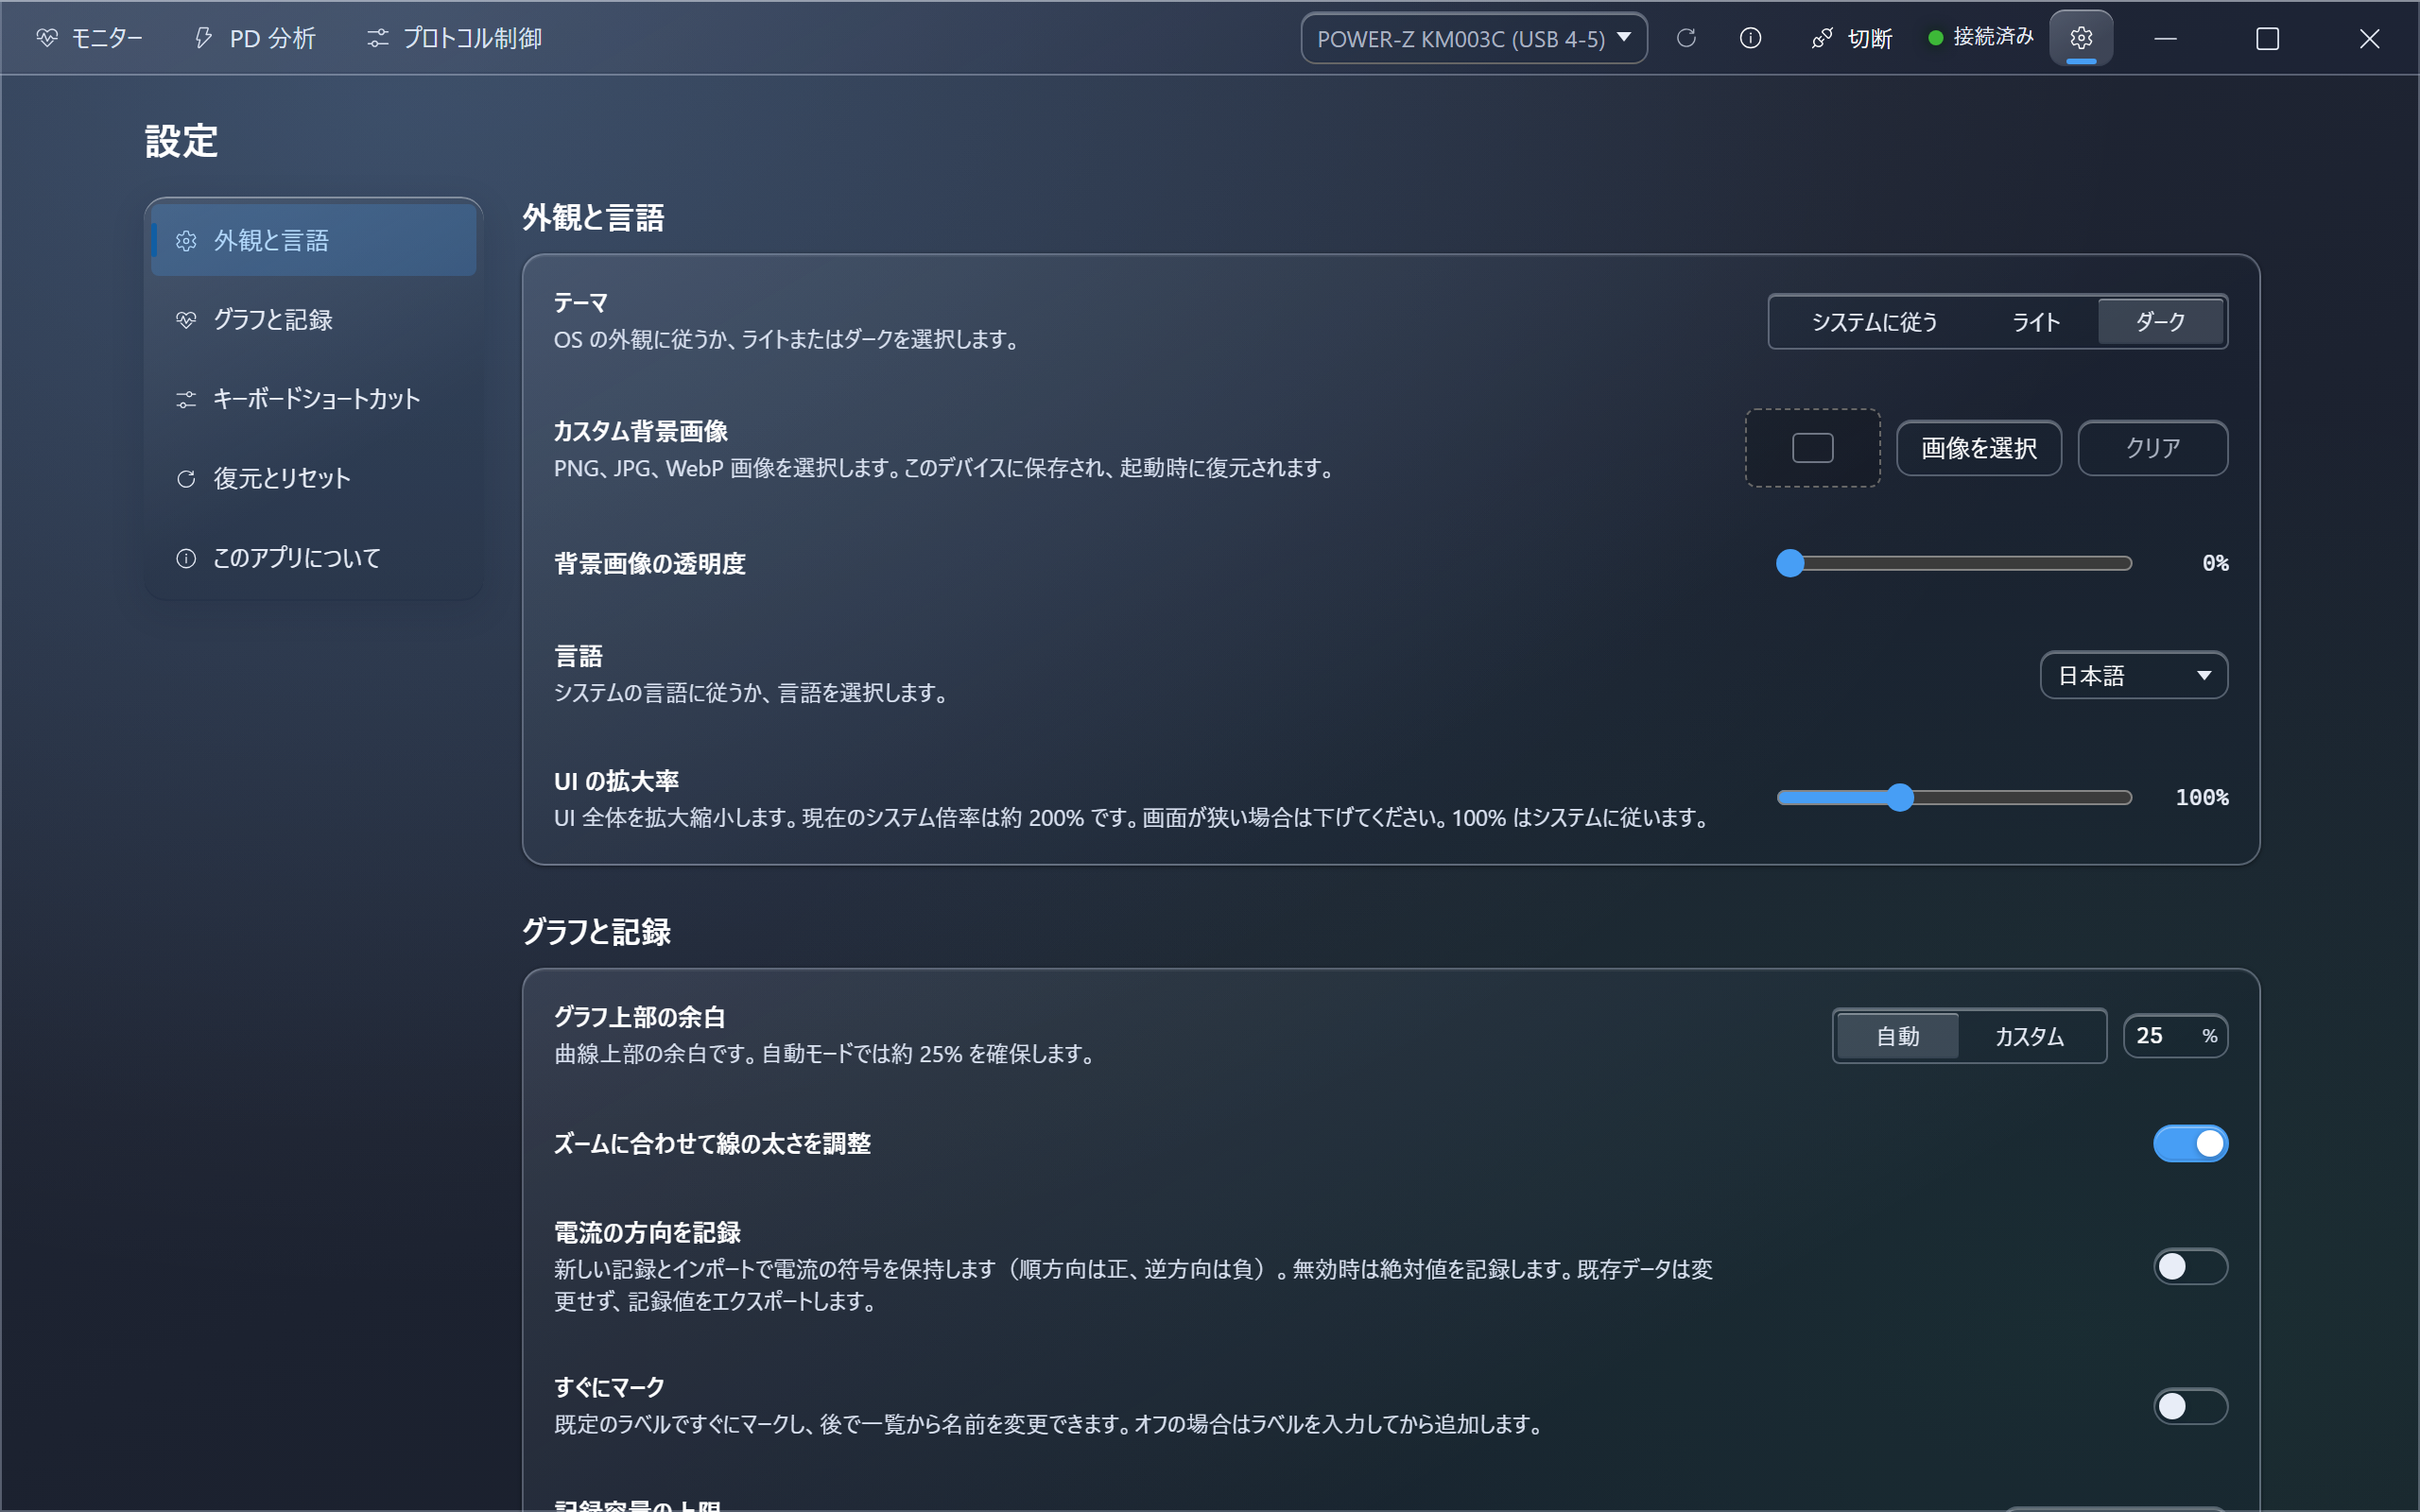 モニター
PD 分析
プロトコル制御
POWER-Z KM003C (USB 4-5)
切断
接続済み
設定
外観と言語
グラフと記録
キーボードショートカット
復元とリセット
このアプリについて
外観と言語
テーマ
OS の外観に従うか、ライトまたはダークを選択します。
システムに従う
ライト
ダーク
カスタム背景画像
PNG、JPG、WebP 画像を選択します。このデバイスに保存され、起動時に復元されます。
画像を選択
クリア
背景画像の透明度
0%
言語
システムの言語に従うか、言語を選択します。
日本語
UI の拡大率
UI 全体を拡大縮小します。現在のシステム倍率は約 200% です。画面が狭い場合は下げてください。100% はシステムに従います。
100%
グラフと記録
グラフ上部の余白
曲線上部の余白です。自動モードでは約 25% を確保します。
自動
カスタム
25 %
ズームに合わせて線の太さを調整
電流の方向を記録
新しい記録とインポートで電流の符号を保持します（順方向は正、逆方向は負）。無効時は絶対値を記録します。既存データは変
更せず、記録値をエクスポートします。
すぐにマーク
既定のラベルですぐにマークし、後で一覧から名前を変更できます。オフの場合はラベルを入力してから追加します。
記録容量の上限